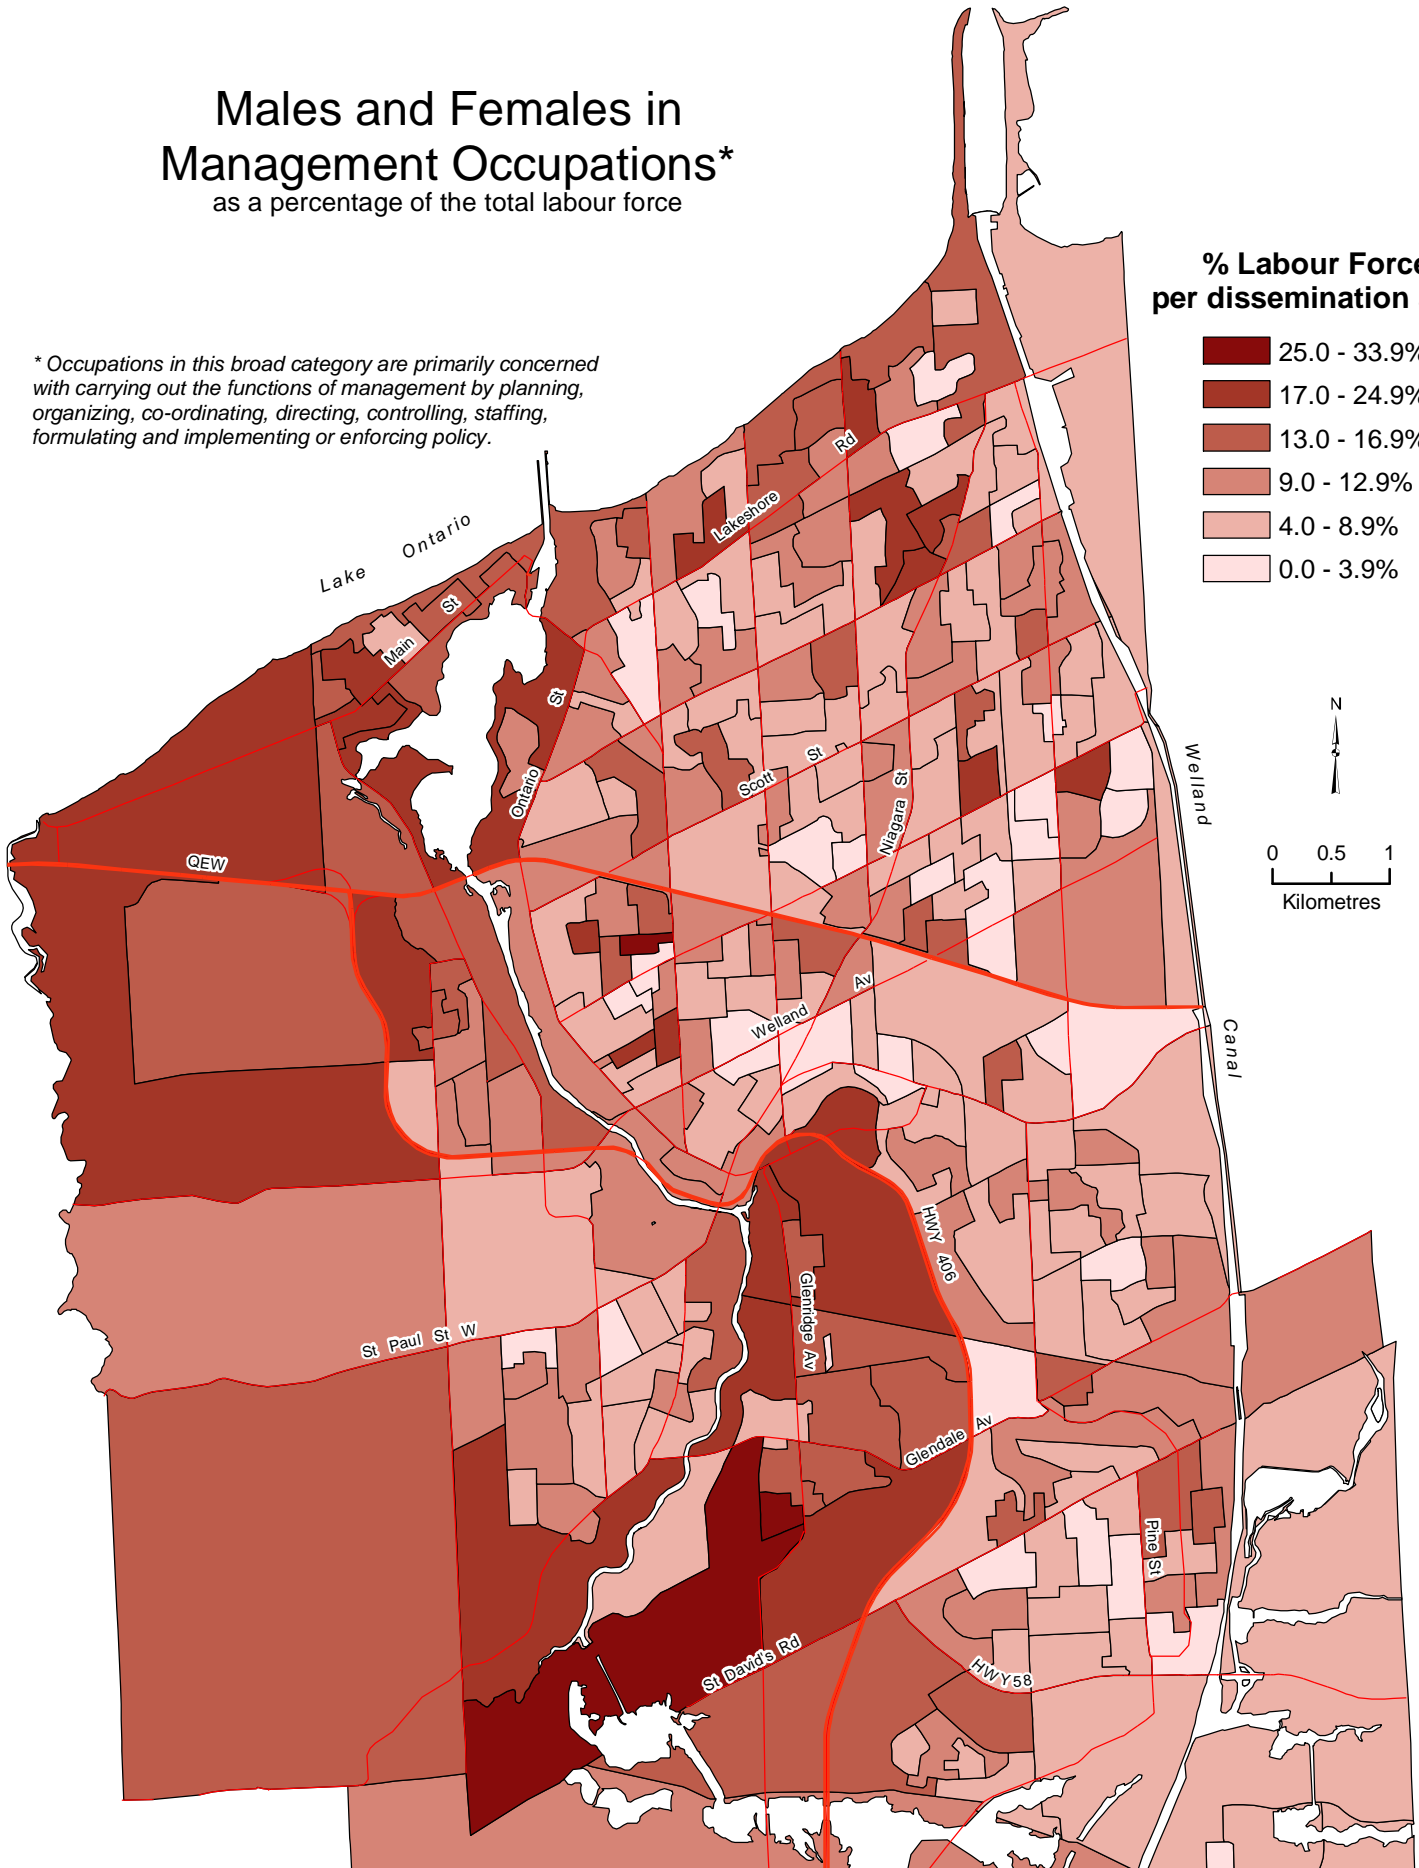 Males and Females in
Management Occupations*
as a percentage of the total labour force
% Labour Force
per dissemination
* Occupations in this broad category are primarily concerned
with carrying out the functions of management by planning,
organizing, co-ordinating, directing, controlling, staffing,
formulating and implementing or enforcing policy.
25.0 - 33.9%
17.0 - 24.9%
13.0 - 16.9%
9.0 - 12.9%
4.0 - 8.9%
0.0 - 3.9%
Lake Ontario
Lakeshore Rd
Main St
Ontario St
Scott St
Niagara St
QEW
Welland Av
Welland Canal
N
0 0.5 1
Kilometres
HWY 406
Glenridge Av
St Paul St W
Glendale Av
Pine St
St David's Rd
HWY58